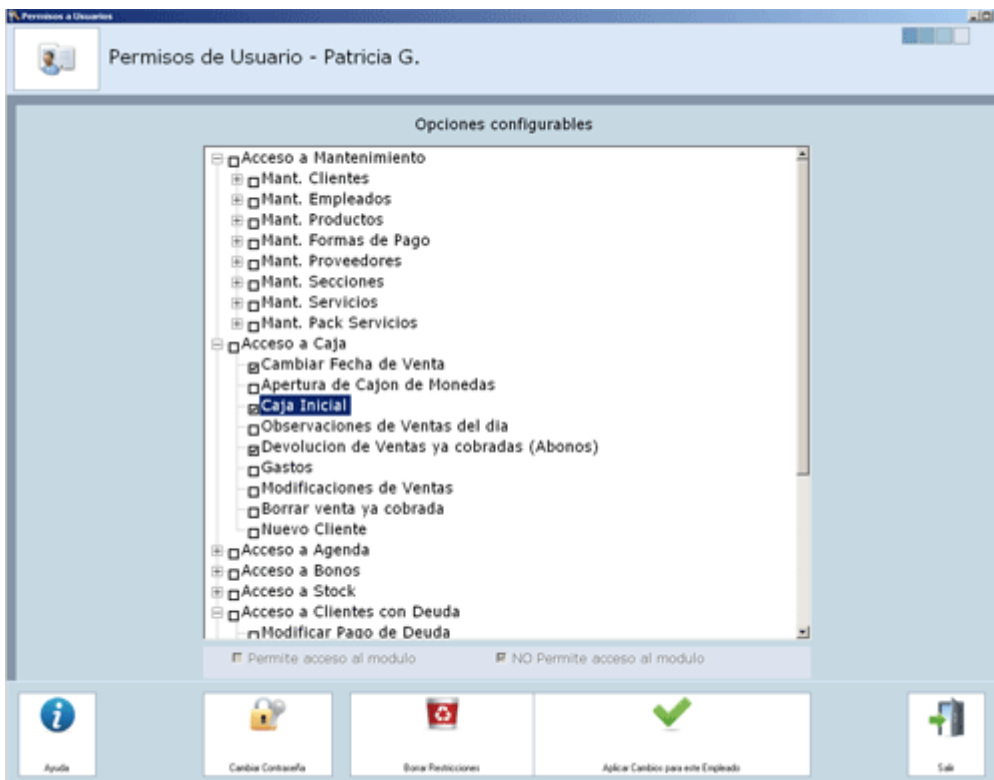 Permisos a Usuarios
Permisos de Usuario - Patricia G.
Opciones configurables
Acceso a Mantenimiento
Mant. Clientes
Mant. Empleados
Mant. Productos
Mant. Formas de Pago
Mant. Proveedores
Mant. Secciones
Mant. Servicios
Mant. Pack Servicios
Acceso a Caja
Cambiar Fecha de Venta
Apertura de Cajon de Monedas
Caja Inicial
Observaciones de Ventas del dia
Devolucion de Ventas ya cobradas (Abonos)
Gastos
Modificaciones de Ventas
Borrar venta ya cobrada
Nuevo Cliente
Acceso a Agenda
Acceso a Bonos
Acceso a Stock
Acceso a Clientes con Deuda
Modificar Pago de Deuda
Permite acceso al modulo NO Permite acceso al modulo
Ayuda Cambiar Contraseña Borrar Restricciones Aplicar Cambios para este Empleado Salir